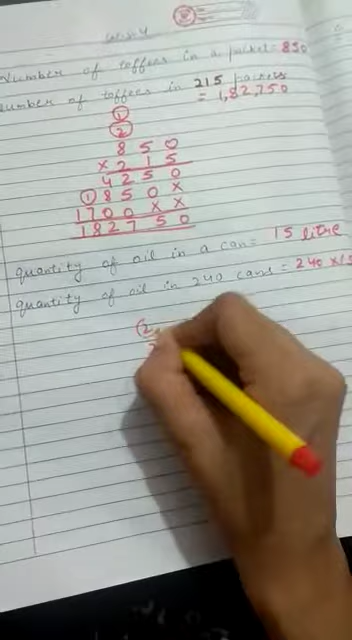 Number of toffees in a packet = 850
number of toffees in 215 packets
= 1,82,750
1
2
8 5 0
× 2 1 5
4 2 5 0
1 8 5 0 ×
1 7 0 0 × ×
1 8 2 7 5 0
quantity of oil in a can = 15 litre
quantity of oil in 240 cans = 240 × 15